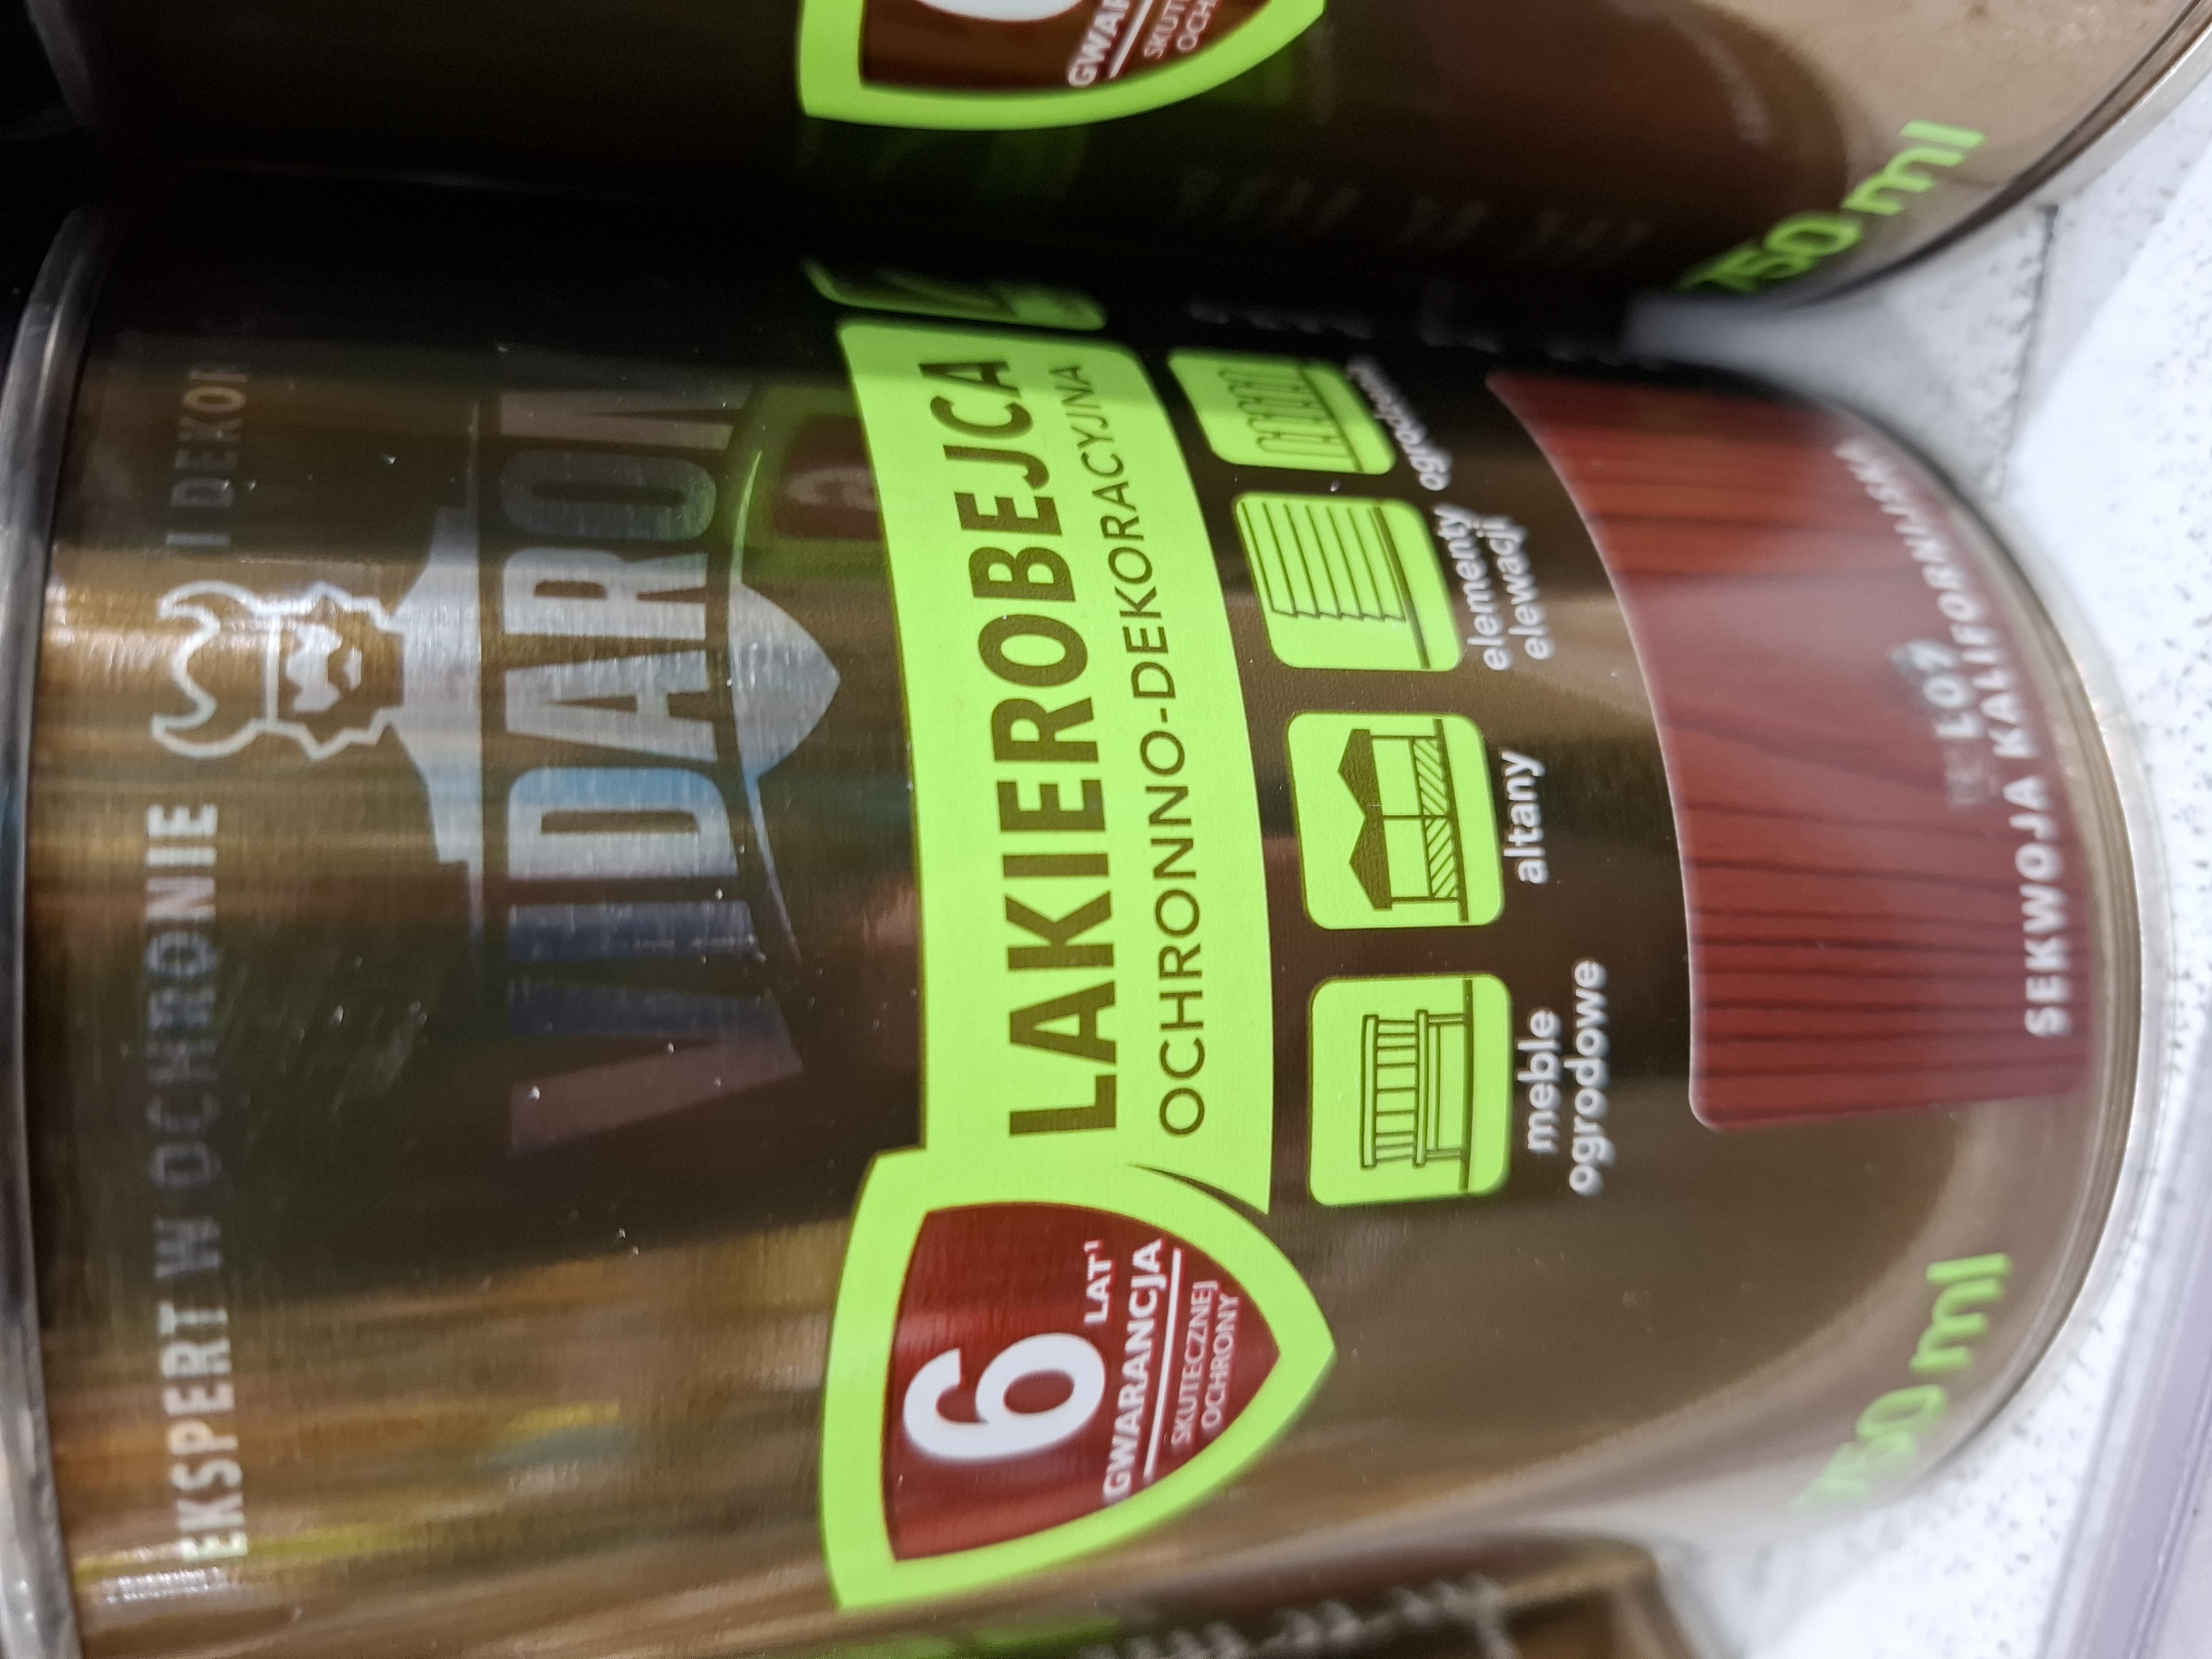 EKSPERT W OCHRONIE I DEKOR
VIDARON
LAKIEROBEJCA
OCHRONNO-DEKORACYJNA
6 LAT¹
GWARANCJA
SKUTECZNEJ
OCHRONY
meble
ogrodowe
altany
elementy
elewacji
L07
SEKWOJA KALIFORNIJSKA
750 ml
750 ml